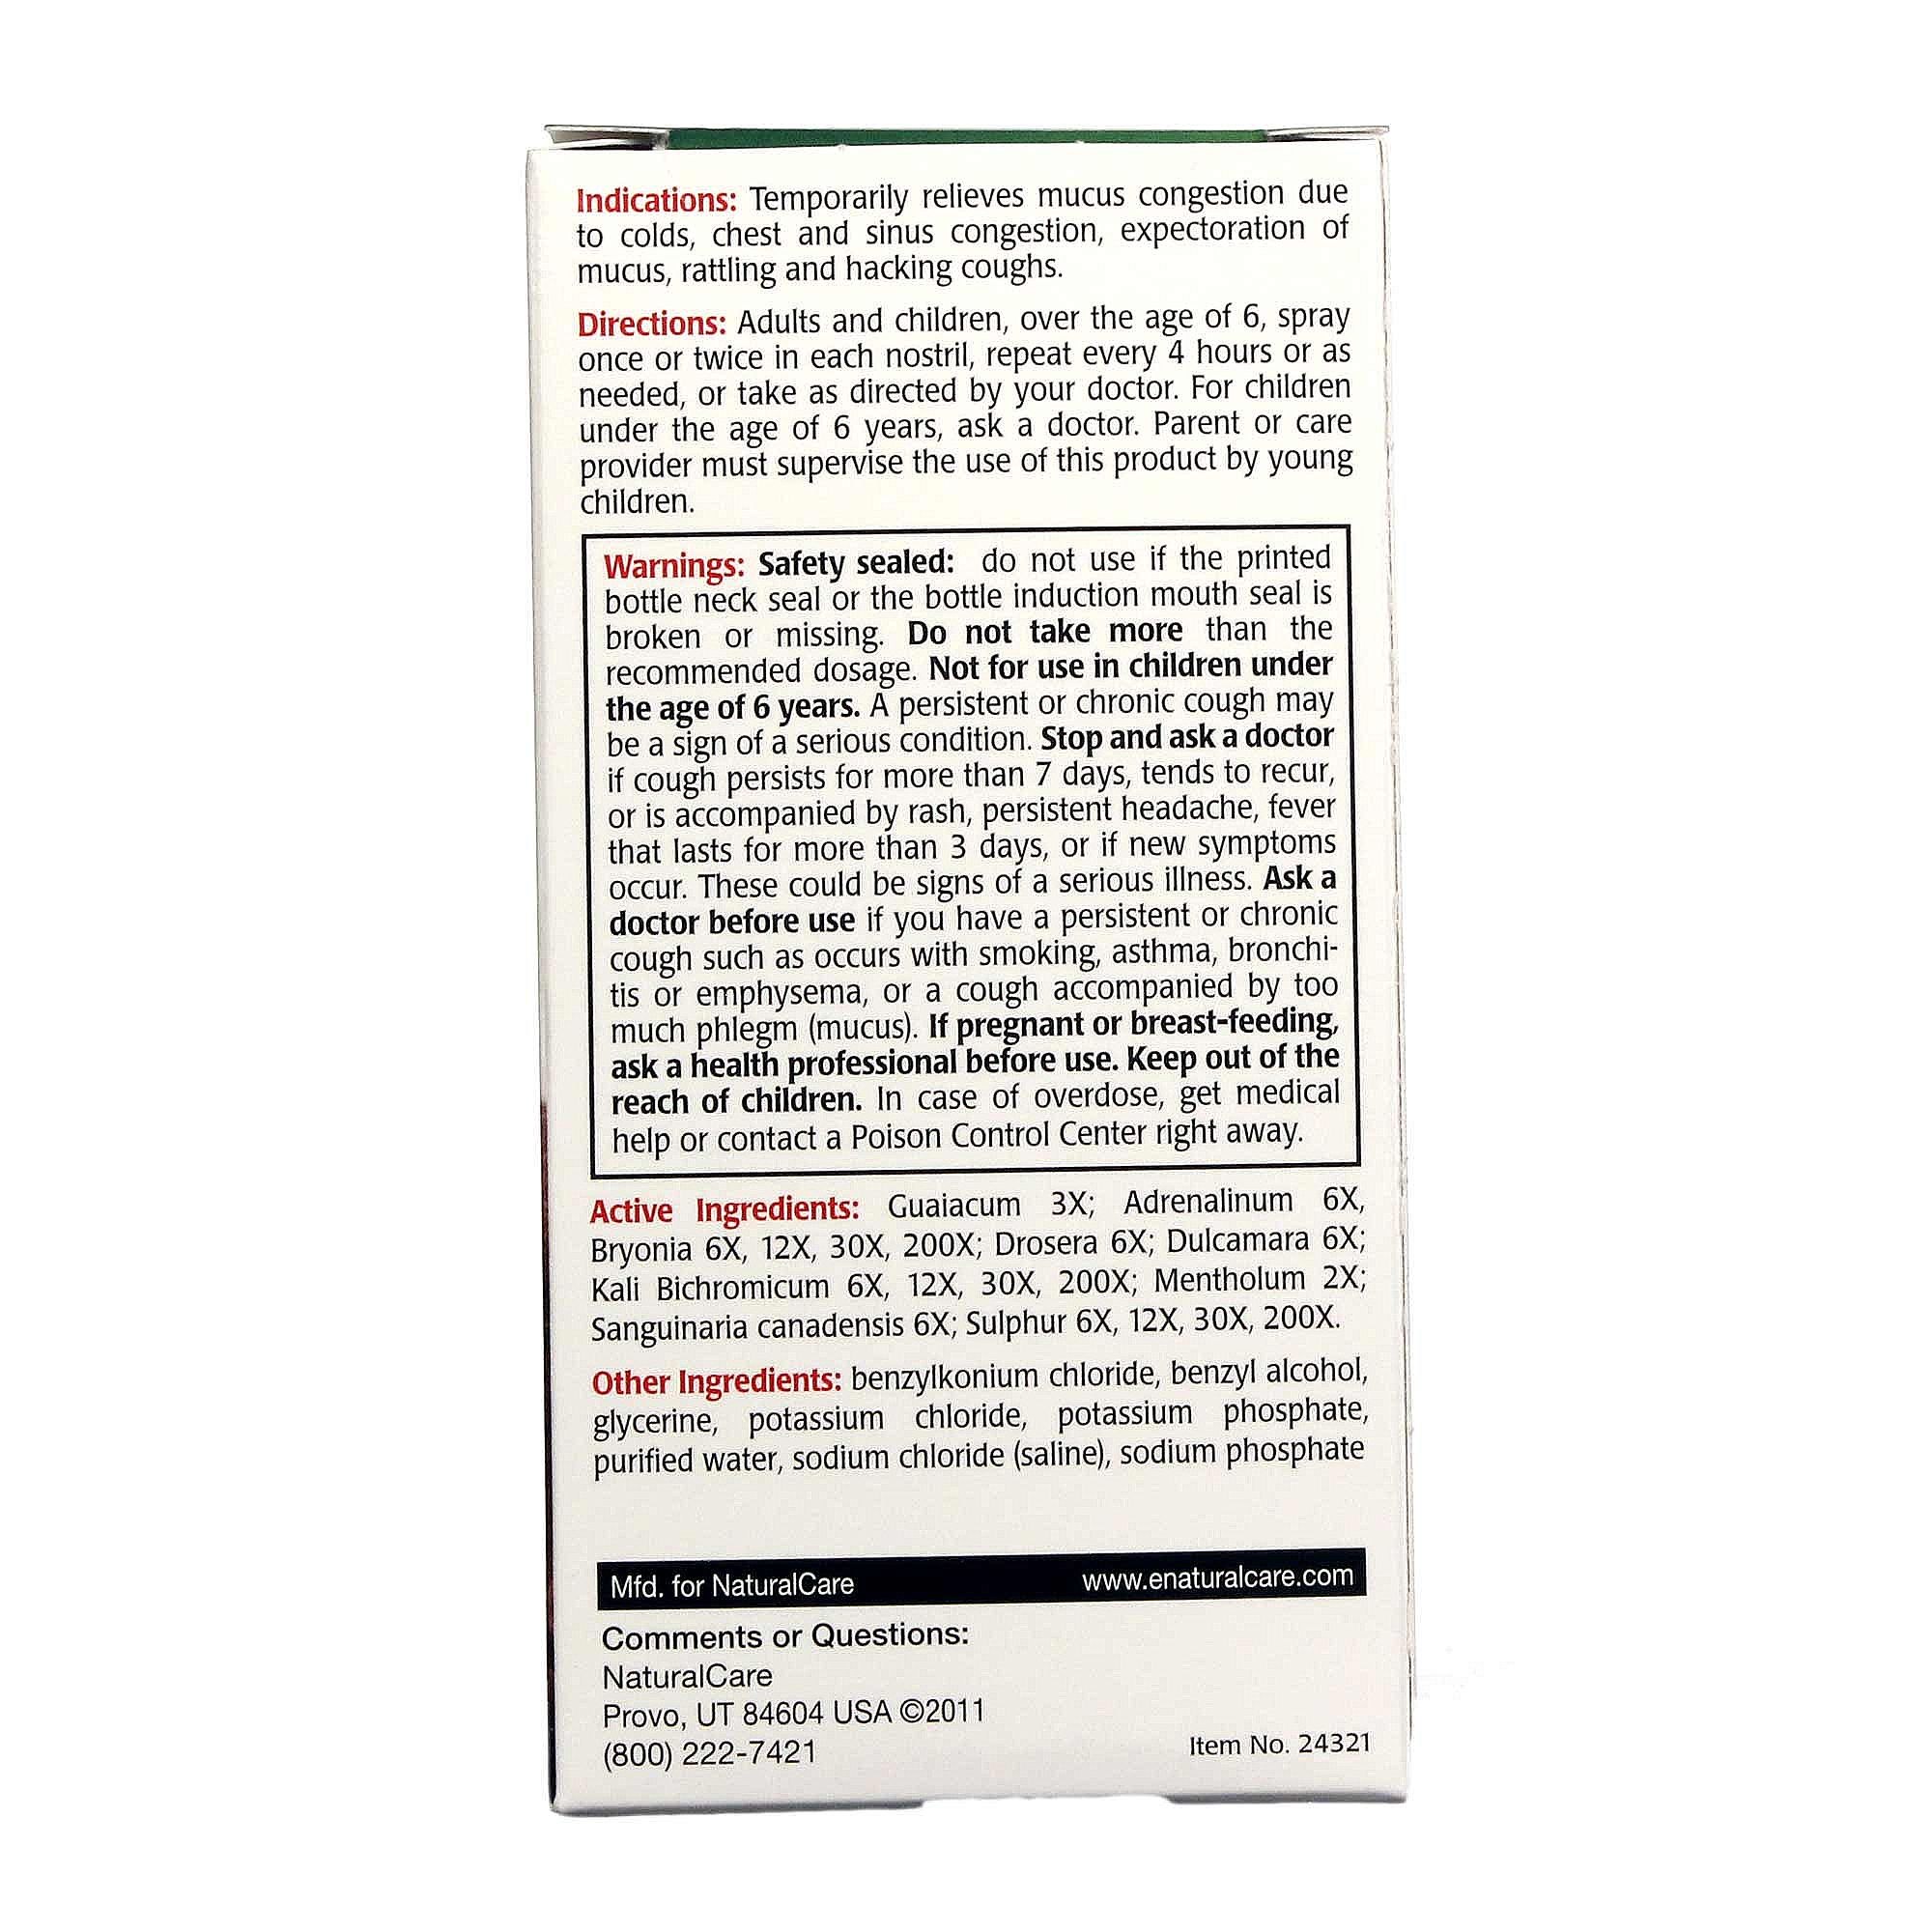 Indications: Temporarily relieves mucus congestion due
to colds, chest and sinus congestion, expectoration of
mucus, rattling and hacking coughs.
Directions: Adults and children, over the age of 6, spray
once or twice in each nostril, repeat every 4 hours or as
needed, or take as directed by your doctor. For children
under the age of 6 years, ask a doctor. Parent or care
provider must supervise the use of this product by young
children.
Warnings: Safety sealed: do not use if the printed
bottle neck seal or the bottle induction mouth seal is
broken or missing. Do not take more than the
recommended dosage. Not for use in children under
the age of 6 years. A persistent or chronic cough may
be a sign of a serious condition. Stop and ask a doctor
if cough persists for more than 7 days, tends to recur,
or is accompanied by rash, persistent headache, fever
that lasts for more than 3 days, or if new symptoms
occur. These could be signs of a serious illness. Ask a
doctor before use if you have a persistent or chronic
cough such as occurs with smoking, asthma, bronchi-
tis or emphysema, or a cough accompanied by too
much phlegm (mucus). If pregnant or breast-feeding,
ask a health professional before use. Keep out of the
reach of children. In case of overdose, get medical
help or contact a Poison Control Center right away.
Active Ingredients: Guaiacum 3X; Adrenalinum 6X,
Bryonia 6X, 12X, 30X, 200X; Drosera 6X; Dulcamara 6X;
Kali Bichromicum 6X, 12X, 30X, 200X; Mentholum 2X;
Sanguinaria canadensis 6X; Sulphur 6X, 12X, 30X, 200X.
Other Ingredients: benzylkonium chloride, benzyl alcohol,
glycerine, potassium chloride, potassium phosphate,
purified water, sodium chloride (saline), sodium phosphate
Mfd. for NaturalCare www.enaturalcare.com
Comments or Questions:
NaturalCare
Provo, UT 84604 USA ©2011
(800) 222-7421 Item No. 24321